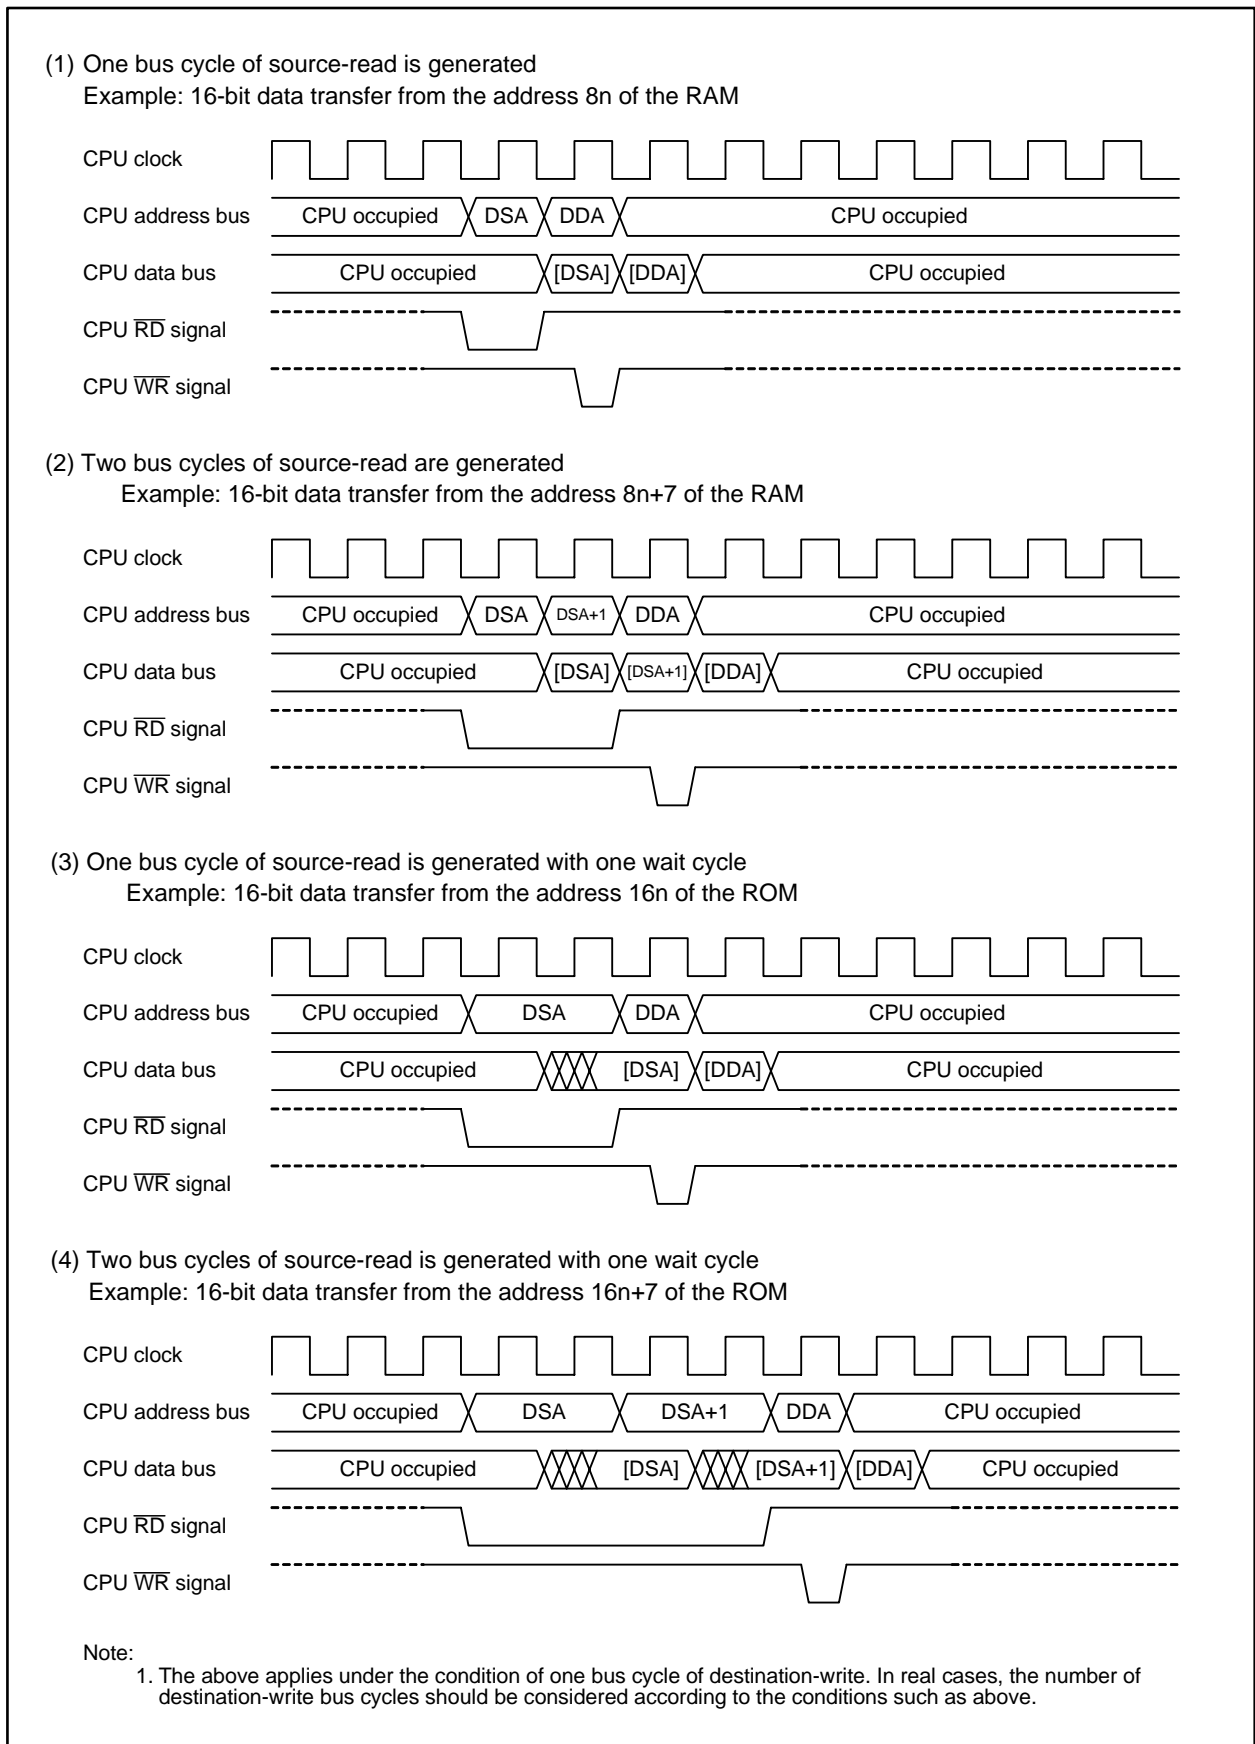 (1) One bus cycle of source-read is generated
Example: 16-bit data transfer from the address 8n of the RAM
CPU clock
CPU address bus CPU occupied DSA DDA CPU occupied
CPU data bus CPU occupied [DSA] [DDA] CPU occupied
CPU RD signal
CPU WR signal
(2) Two bus cycles of source-read are generated
Example: 16-bit data transfer from the address 8n+7 of the RAM
CPU clock
CPU address bus CPU occupied DSA DSA+1 DDA CPU occupied
CPU data bus CPU occupied [DSA] [DSA+1] [DDA] CPU occupied
CPU RD signal
CPU WR signal
(3) One bus cycle of source-read is generated with one wait cycle
Example: 16-bit data transfer from the address 16n of the ROM
CPU clock
CPU address bus CPU occupied DSA DDA CPU occupied
CPU data bus CPU occupied [DSA] [DDA] CPU occupied
CPU RD signal
CPU WR signal
(4) Two bus cycles of source-read is generated with one wait cycle
Example: 16-bit data transfer from the address 16n+7 of the ROM
CPU clock
CPU address bus CPU occupied DSA DSA+1 DDA CPU occupied
CPU data bus CPU occupied [DSA] [DSA+1] [DDA] CPU occupied
CPU RD signal
CPU WR signal
Note:
1. The above applies under the condition of one bus cycle of destination-write. In real cases, the number of
destination-write bus cycles should be considered according to the conditions such as above.